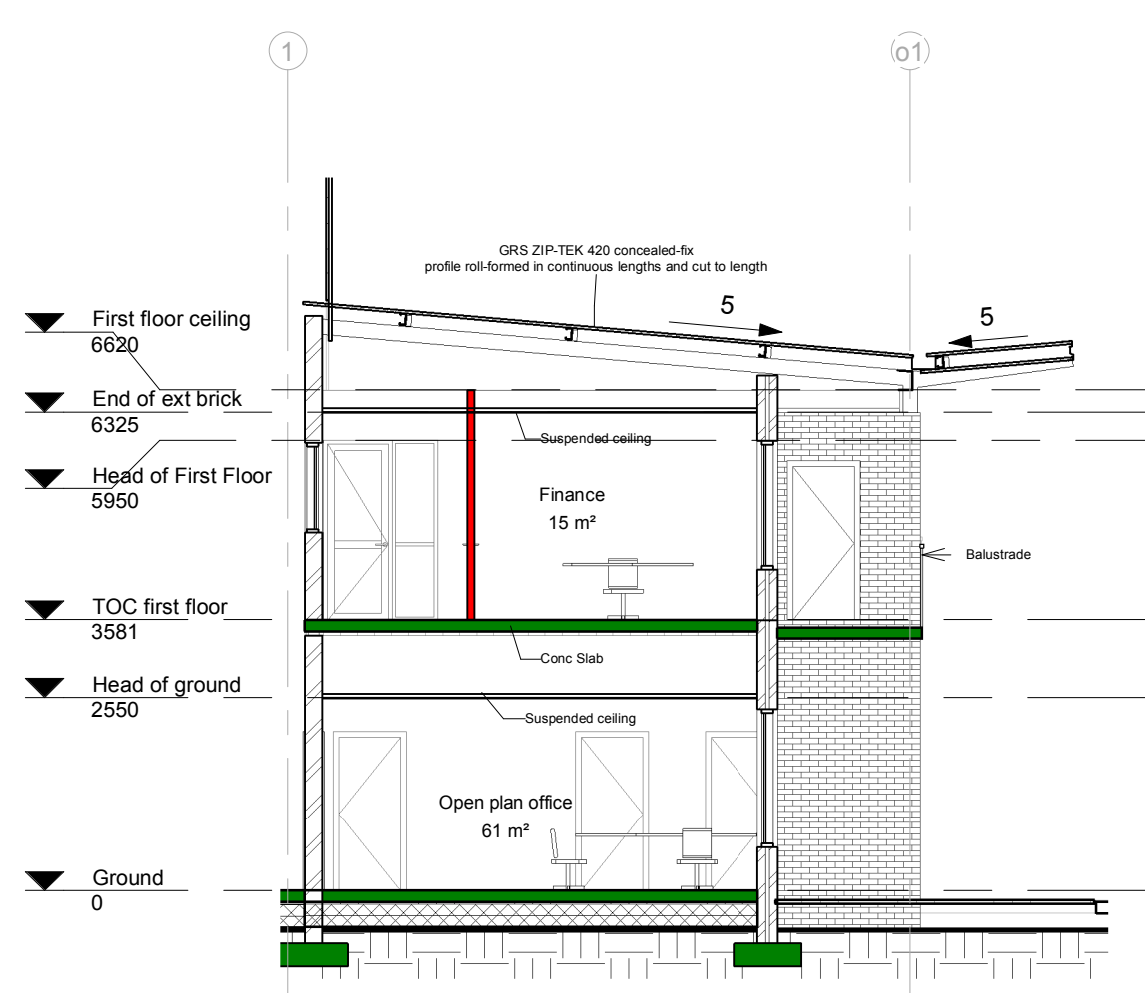 1
o1
GRS ZIP-TEK 420 concealed-fix
profile roll-formed in continuous lengths and cut to length
5
5
First floor ceiling
6620
End of ext brick
6325
Suspended ceiling
Head of First Floor
5950
Finance
15 m²
Balustrade
TOC first floor
3581
Conc Slab
Head of ground
2550
Suspended ceiling
Open plan office
61 m²
Ground
0